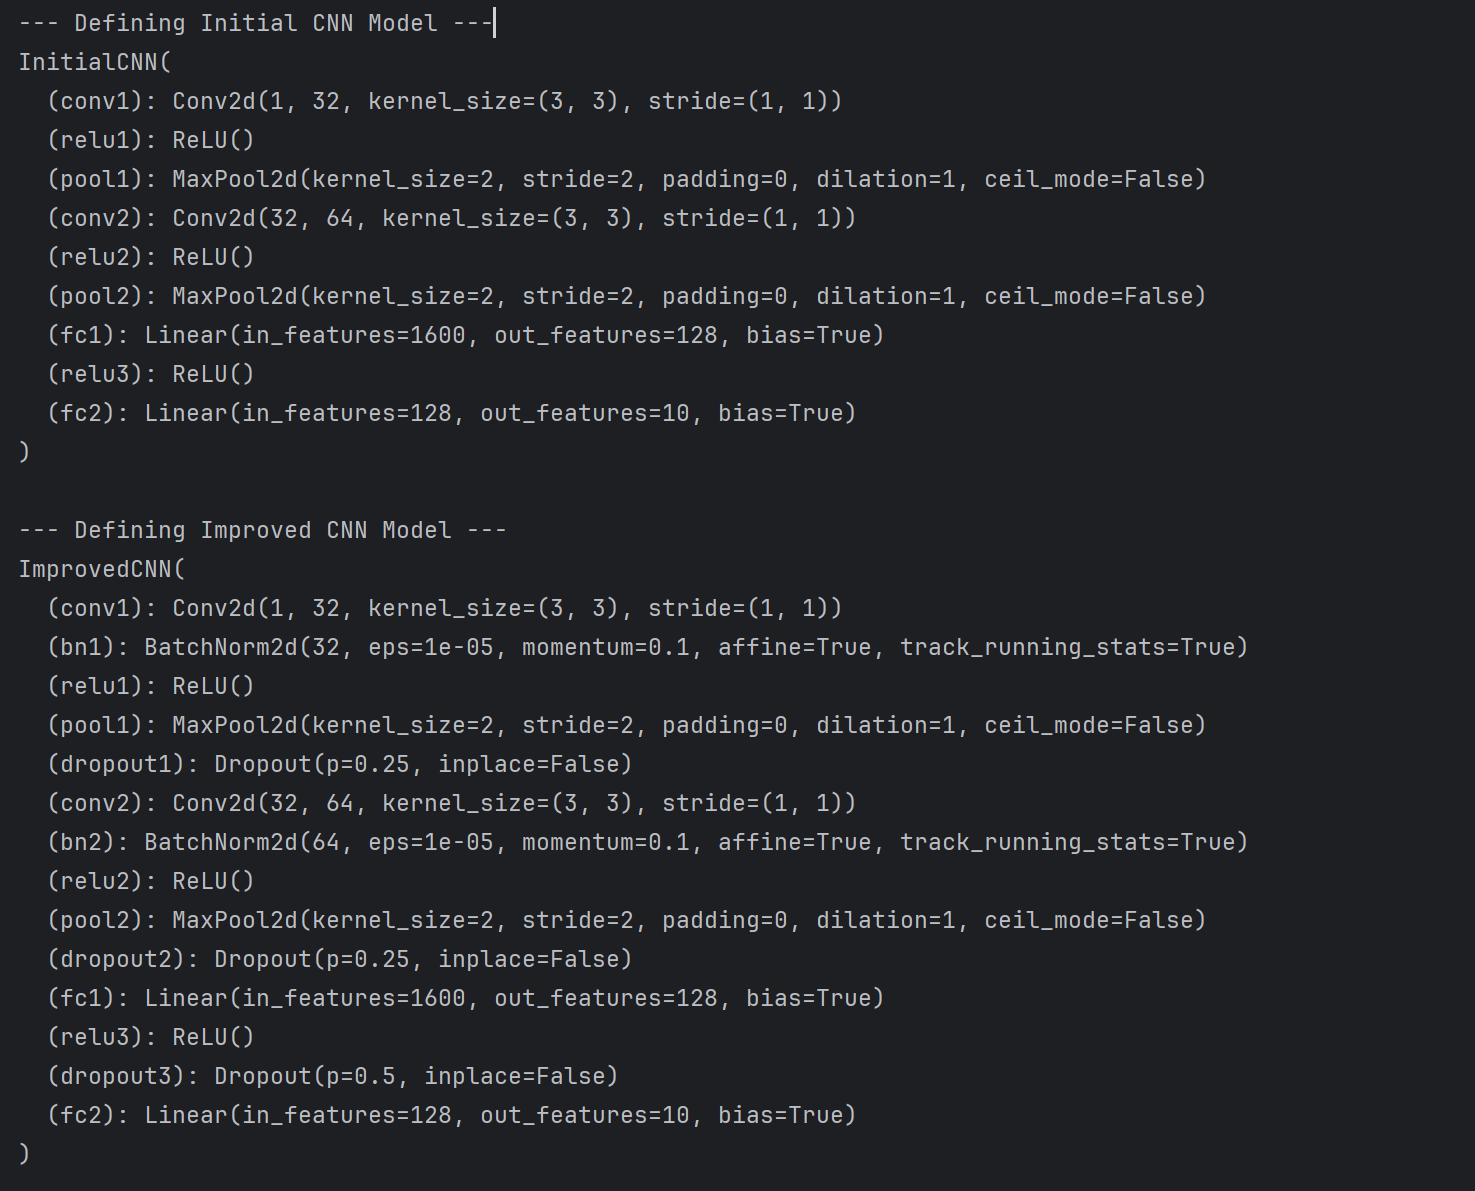 --- Defining Initial CNN Model ---
InitialCNN(
  (conv1): Conv2d(1, 32, kernel_size=(3, 3), stride=(1, 1))
  (relu1): ReLU()
  (pool1): MaxPool2d(kernel_size=2, stride=2, padding=0, dilation=1, ceil_mode=False)
  (conv2): Conv2d(32, 64, kernel_size=(3, 3), stride=(1, 1))
  (relu2): ReLU()
  (pool2): MaxPool2d(kernel_size=2, stride=2, padding=0, dilation=1, ceil_mode=False)
  (fc1): Linear(in_features=1600, out_features=128, bias=True)
  (relu3): ReLU()
  (fc2): Linear(in_features=128, out_features=10, bias=True)
)

--- Defining Improved CNN Model ---
ImprovedCNN(
  (conv1): Conv2d(1, 32, kernel_size=(3, 3), stride=(1, 1))
  (bn1): BatchNorm2d(32, eps=1e-05, momentum=0.1, affine=True, track_running_stats=True)
  (relu1): ReLU()
  (pool1): MaxPool2d(kernel_size=2, stride=2, padding=0, dilation=1, ceil_mode=False)
  (dropout1): Dropout(p=0.25, inplace=False)
  (conv2): Conv2d(32, 64, kernel_size=(3, 3), stride=(1, 1))
  (bn2): BatchNorm2d(64, eps=1e-05, momentum=0.1, affine=True, track_running_stats=True)
  (relu2): ReLU()
  (pool2): MaxPool2d(kernel_size=2, stride=2, padding=0, dilation=1, ceil_mode=False)
  (dropout2): Dropout(p=0.25, inplace=False)
  (fc1): Linear(in_features=1600, out_features=128, bias=True)
  (relu3): ReLU()
  (dropout3): Dropout(p=0.5, inplace=False)
  (fc2): Linear(in_features=128, out_features=10, bias=True)
)